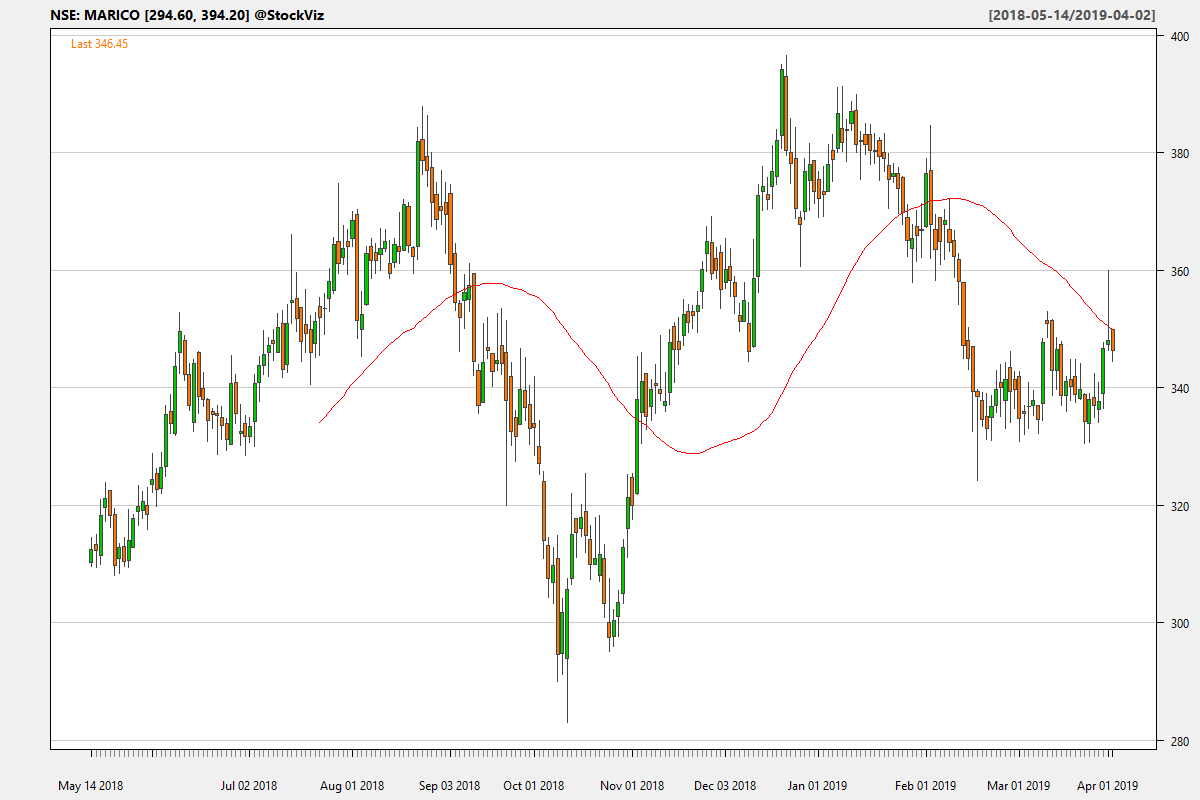 NSE: MARICO [294.60, 394.20] @StockViz
[2018-05-14/2019-04-02]
Last 346.45
400
380
360
340
320
300
280
May 14 2018
Jul 02 2018
Aug 01 2018
Sep 03 2018
Oct 01 2018
Nov 01 2018
Dec 03 2018
Jan 01 2019
Feb 01 2019
Mar 01 2019
Apr 01 2019